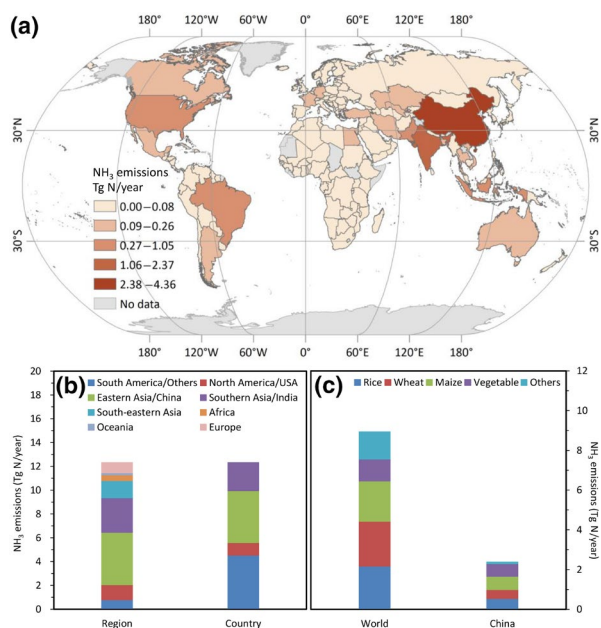 (a)
180° 120°W 60°W 0° 60°E 120°E 180°
30°N
30°N
30°S
30°S
NH₃ emissions
Tg N/year
0.00–0.08
0.09–0.26
0.27–1.05
1.06–2.37
2.38–4.36
No data
180° 120°W 60°W 0° 60°E 120°E 180°
(b)
South America/Others North America/USA
Eastern Asia/China Southern Asia/India
South-eastern Asia Africa
Oceania Europe
NH₃ emissions (Tg N/year)
20
18
16
14
12
10
8
6
4
2
0
Region Country
(c)
Rice Wheat Maize Vegetable Others
12
10
8
6
4
2
0
NH₃ emissions (Tg N/year)
World China